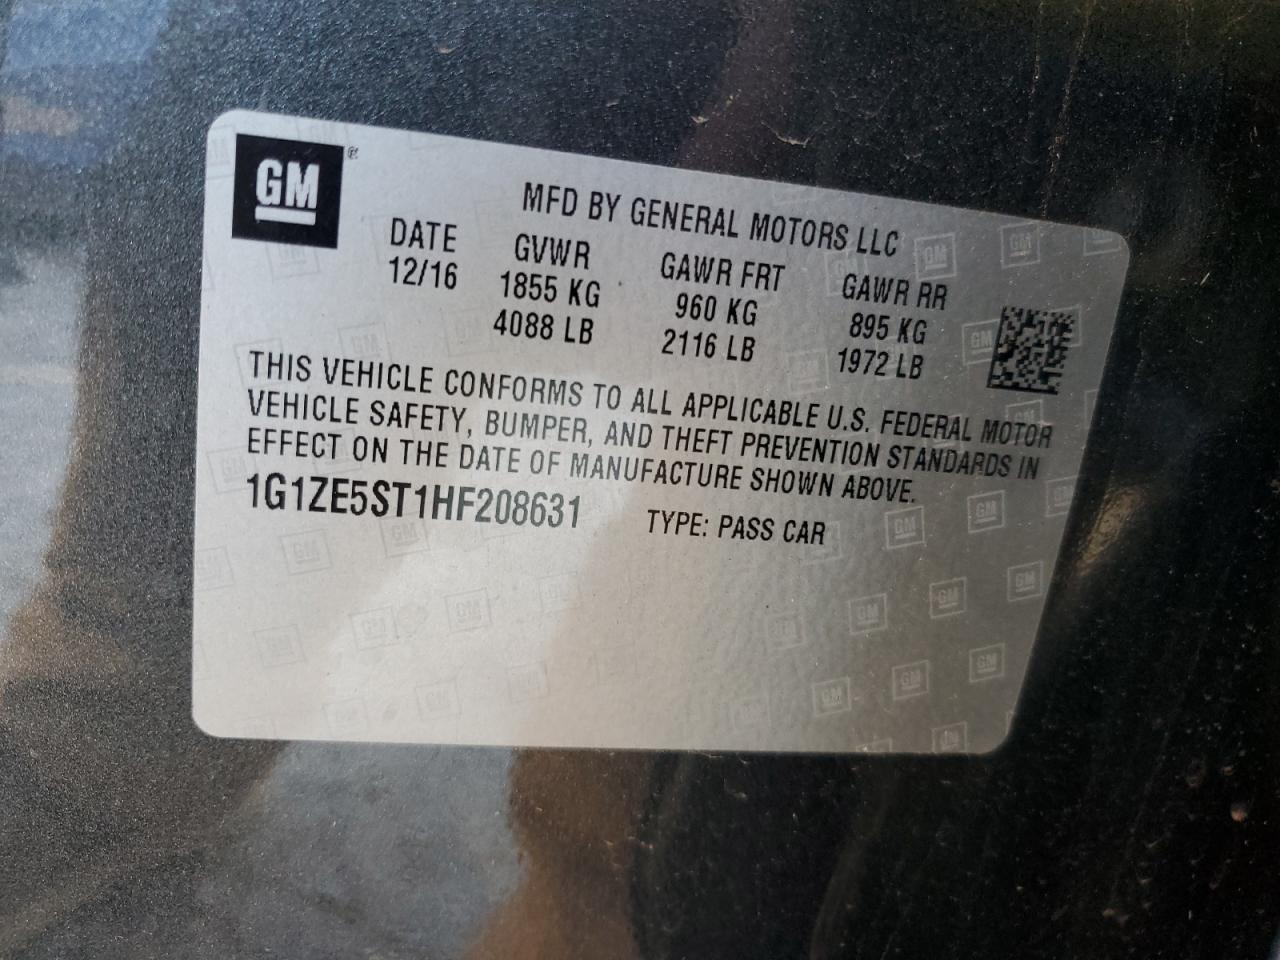 GM
MFD BY GENERAL MOTORS LLC
DATE GVWR GAWR FRT GAWR RR
12/16 1855 KG 960 KG 895 KG
4088 LB 2116 LB 1972 LB
THIS VEHICLE CONFORMS TO ALL APPLICABLE U.S. FEDERAL MOTOR
VEHICLE SAFETY, BUMPER, AND THEFT PREVENTION STANDARDS IN
EFFECT ON THE DATE OF MANUFACTURE SHOWN ABOVE.
1G1ZE5ST1HF208631 TYPE: PASS CAR